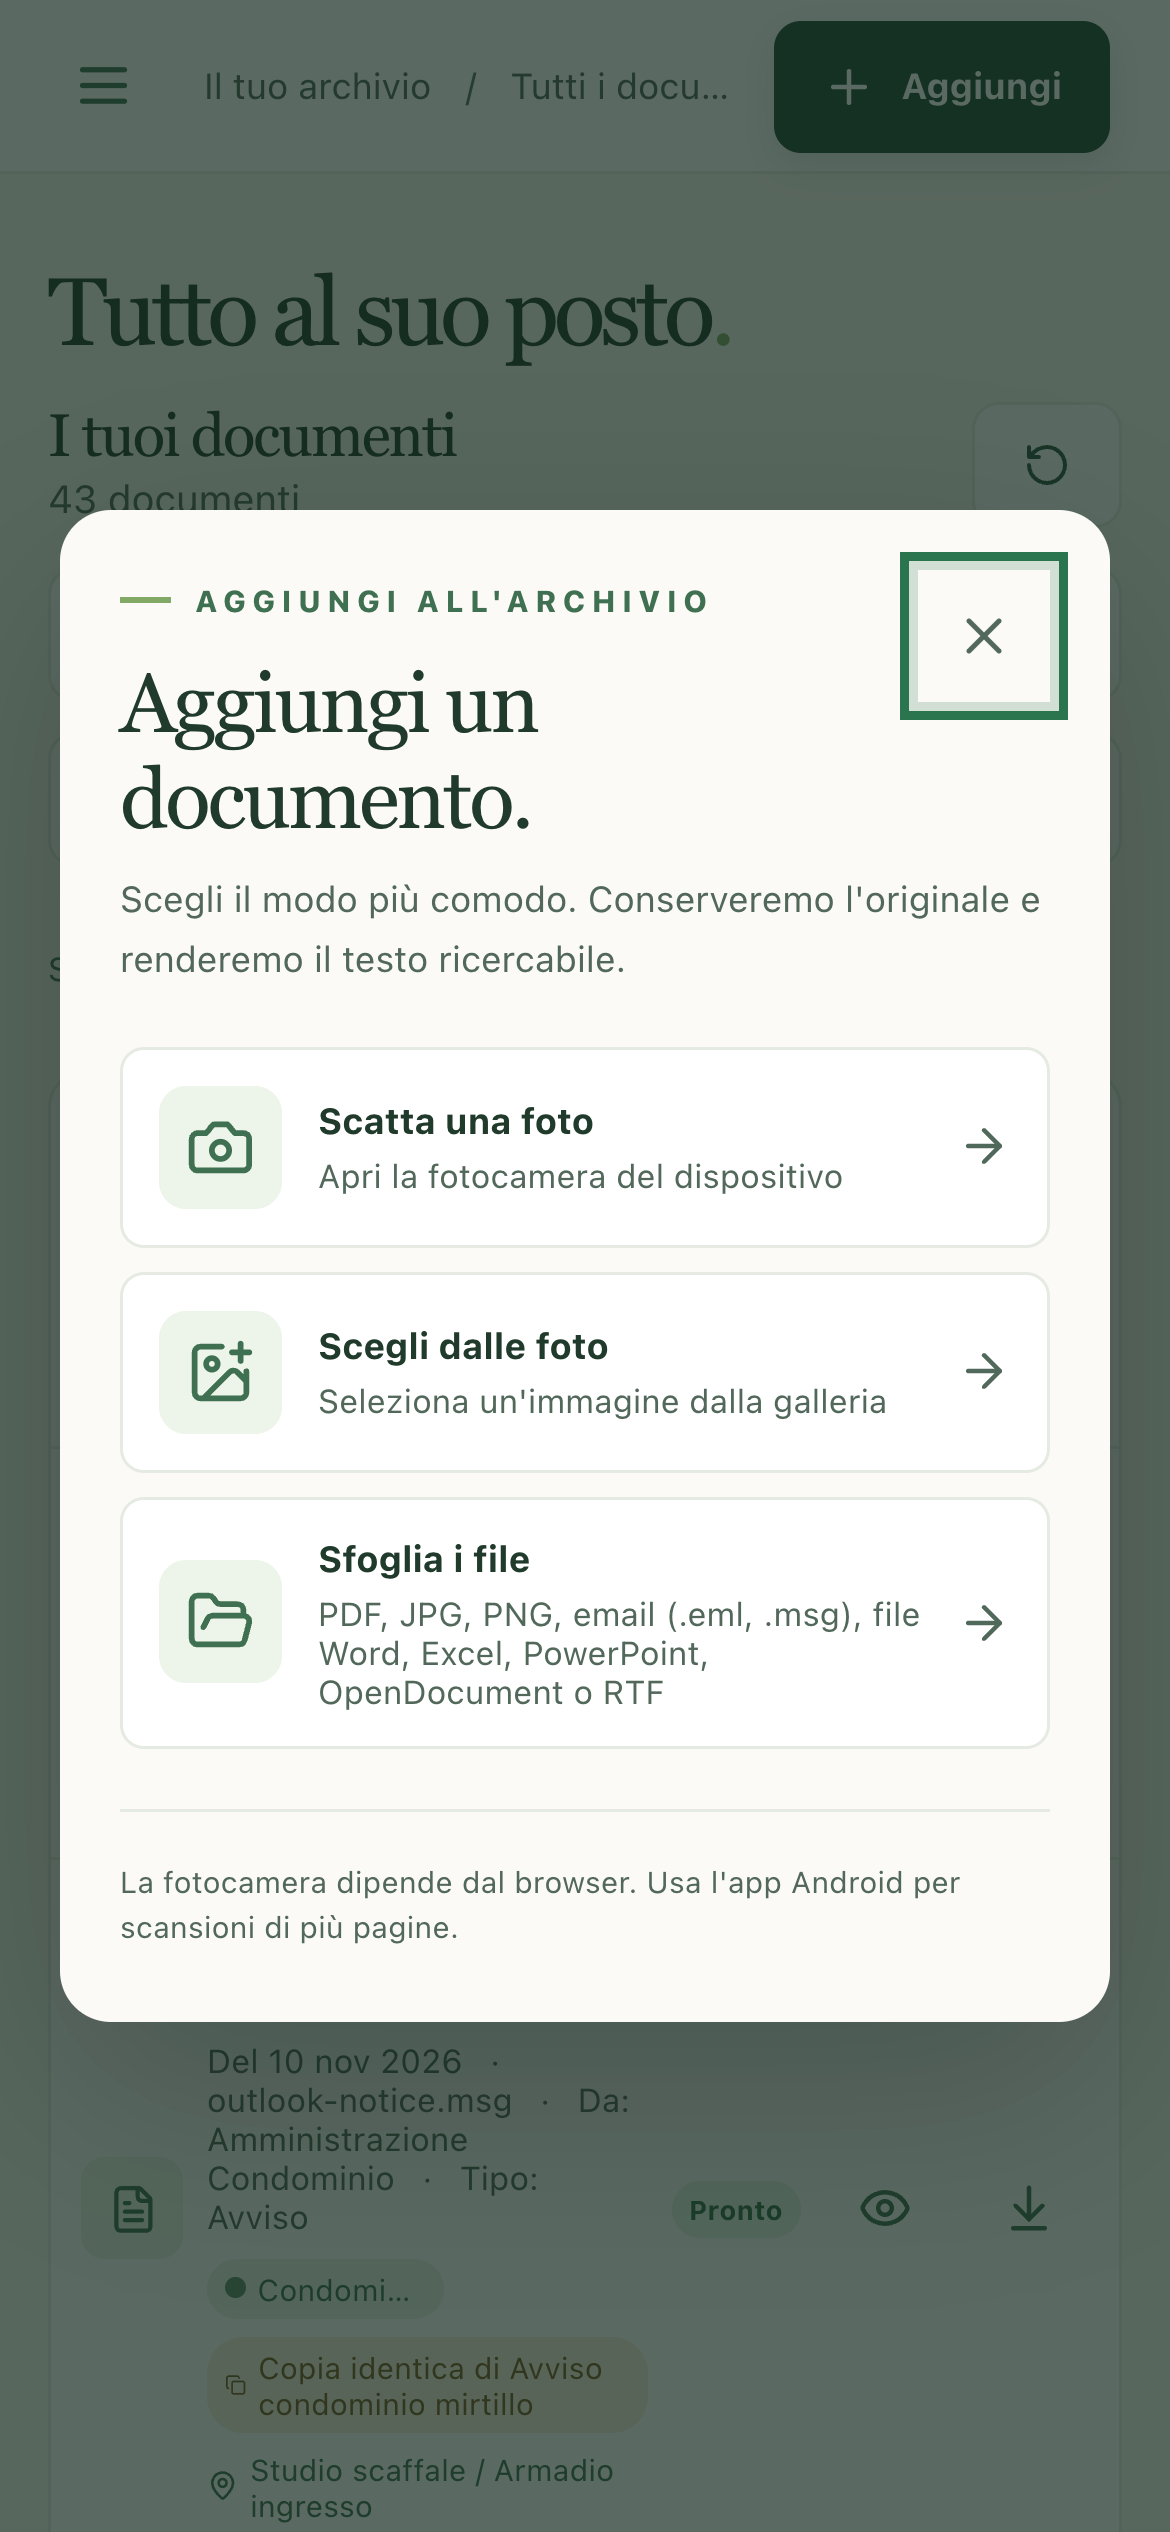 Il tuo archivio / Tutti i docu...
Aggiungi
Tutto al suo posto.
I tuoi documenti
43 documenti
AGGIUNGI ALL'ARCHIVIO
Aggiungi un
documento.
Scegli il modo più comodo. Conserveremo l'originale e
renderemo il testo ricercabile.
Scatta una foto
Apri la fotocamera del dispositivo
Scegli dalle foto
Seleziona un'immagine dalla galleria
Sfoglia i file
PDF, JPG, PNG, email (.eml, .msg), file
Word, Excel, PowerPoint,
OpenDocument o RTF
La fotocamera dipende dal browser. Usa l'app Android per
scansioni di più pagine.
Del 10 nov 2026 ·
outlook-notice.msg · Da:
Amministrazione
Condominio · Tipo:
Avviso
Pronto
Condomi...
Copia identica di Avviso
condominio mirtillo
Studio scaffale / Armadio
ingresso